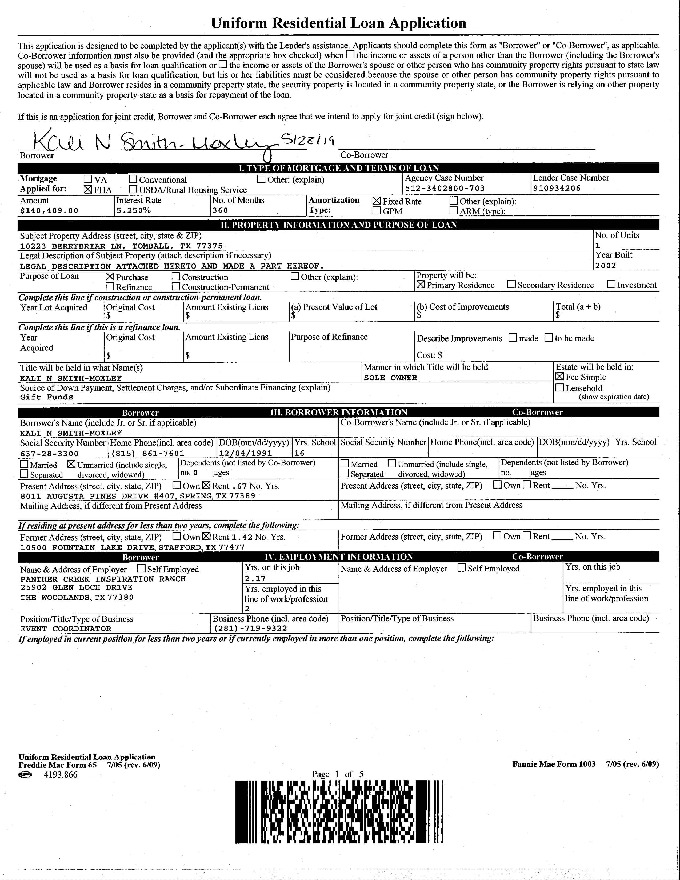 Uniform Residential Loan Application
This application is designed to be completed by the applicant(s) with the Lender's assistance. Applicants should complete this form as "Borrower" or "Co-Borrower", as applicable.
Co-Borrower information must also be provided (and the appropriate box checked) when ☐ the income or assets of a person other than the Borrower (including the Borrower's
spouse) will be used as a basis for loan qualification or ☐ the income or assets of the Borrower's spouse or other person who has community property rights pursuant to state law
will not be used as a basis for loan qualification, but his or her liabilities must be considered because the spouse or other person has community property rights pursuant to
applicable law and Borrower resides in a community property state, the security property is located in a community property state, or the Borrower is relying on other property
located in a community property state as a basis for repayment of the loan.
If this is an application for joint credit, Borrower and Co-Borrower each agree that we intend to apply for joint credit (sign below).
Kali N Smith-Moxley 5/28/19
Borrower Co-Borrower
I. TYPE OF MORTGAGE AND TERMS OF LOAN
Mortgage ☐ VA ☐ Conventional ☐ Other: (explain) Agency Case Number Lender Case Number
Applied for: ☒ FHA ☐ USDA/Rural Housing Service 512-3402800-703 910934206
Amount Interest Rate No. of Months Amortization ☒ Fixed Rate ☐ Other (explain):
$140,409.00 5.250% 360 Type: ☐ GPM ☐ ARM (type):
II. PROPERTY INFORMATION AND PURPOSE OF LOAN
Subject Property Address (street, city, state & ZIP) No. of Units
10223 BERRYBRIAR LN, TOMBALL, TX 77375 1
Legal Description of Subject Property (attach description if necessary) Year Built
LEGAL DESCRIPTION ATTACHED HERETO AND MADE A PART HEREOF. 2002
Purpose of Loan ☒ Purchase ☐ Construction ☐ Other (explain): Property will be:
☐ Refinance ☐ Construction-Permanent ☒ Primary Residence ☐ Secondary Residence ☐ Investment
Complete this line if construction or construction-permanent loan.
Year Lot Acquired Original Cost Amount Existing Liens (a) Present Value of Lot (b) Cost of Improvements Total (a + b)
$ $ $ $ $
Complete this line if this is a refinance loan.
Year Original Cost Amount Existing Liens Purpose of Refinance Describe Improvements ☐ made ☐ to be made
Acquired
$ $ Cost: $
Title will be held in what Name(s) Manner in which Title will be held Estate will be held in:
KALI N SMITH-MOXLEY SOLE OWNER ☒ Fee Simple
Source of Down Payment, Settlement Charges, and/or Subordinate Financing (explain) ☐ Leasehold
Gift Funds (show expiration date)
Borrower III. BORROWER INFORMATION Co-Borrower
Borrower's Name (include Jr. or Sr. if applicable) Co-Borrower's Name (include Jr. or Sr. if applicable)
KALI N SMITH-MOXLEY
Social Security Number Home Phone(incl. area code) DOB(mm/dd/yyyy) Yrs. School Social Security Number Home Phone(incl. area code) DOB(mm/dd/yyyy) Yrs. School
637-28-3300 (815) 861-7601 12/04/1991 16
☐ Married ☒ Unmarried (include single, Dependents (not listed by Co-Borrower) ☐ Married ☐ Unmarried (include single, Dependents (not listed by Borrower)
☐ Separated divorced, widowed) no. 0 ages ☐ Separated divorced, widowed) no. ages
Present Address (street, city, state, ZIP) ☐ Own ☒ Rent .67 No. Yrs. Present Address (street, city, state, ZIP) ☐ Own ☐ Rent ____ No. Yrs.
8011 AUGUSTA PINES DRIVE #407, SPRING, TX 77389
Mailing Address, if different from Present Address Mailing Address, if different from Present Address
If residing at present address for less than two years, complete the following:
Former Address (street, city, state, ZIP) ☐ Own ☒ Rent 1.42 No. Yrs. Former Address (street, city, state, ZIP) ☐ Own ☐ Rent ____ No. Yrs.
10500 FOUNTAIN LAKE DRIVE, STAFFORD, TX 77477
Borrower IV. EMPLOYMENT INFORMATION Co-Borrower
Name & Address of Employer ☐ Self Employed Yrs. on this job Name & Address of Employer ☐ Self Employed Yrs. on this job
PANTHER CREEK INSPIRATION RANCH 2.17
25902 GLEN LOCH DRIVE Yrs. employed in this Yrs. employed in this
THE WOODLANDS, TX 77380 line of work/profession line of work/profession
2
Position/Title/Type of Business Business Phone (incl. area code) Position/Title/Type of Business Business Phone (incl. area code)
EVENT COORDINATOR (281)-719-9322
If employed in current position for less than two years or if currently employed in more than one position, complete the following:
Uniform Residential Loan Application
Freddie Mac Form 65 7/05 (rev. 6/09) Fannie Mae Form 1003 7/05 (rev. 6/09)
4193.866 Page 1 of 5